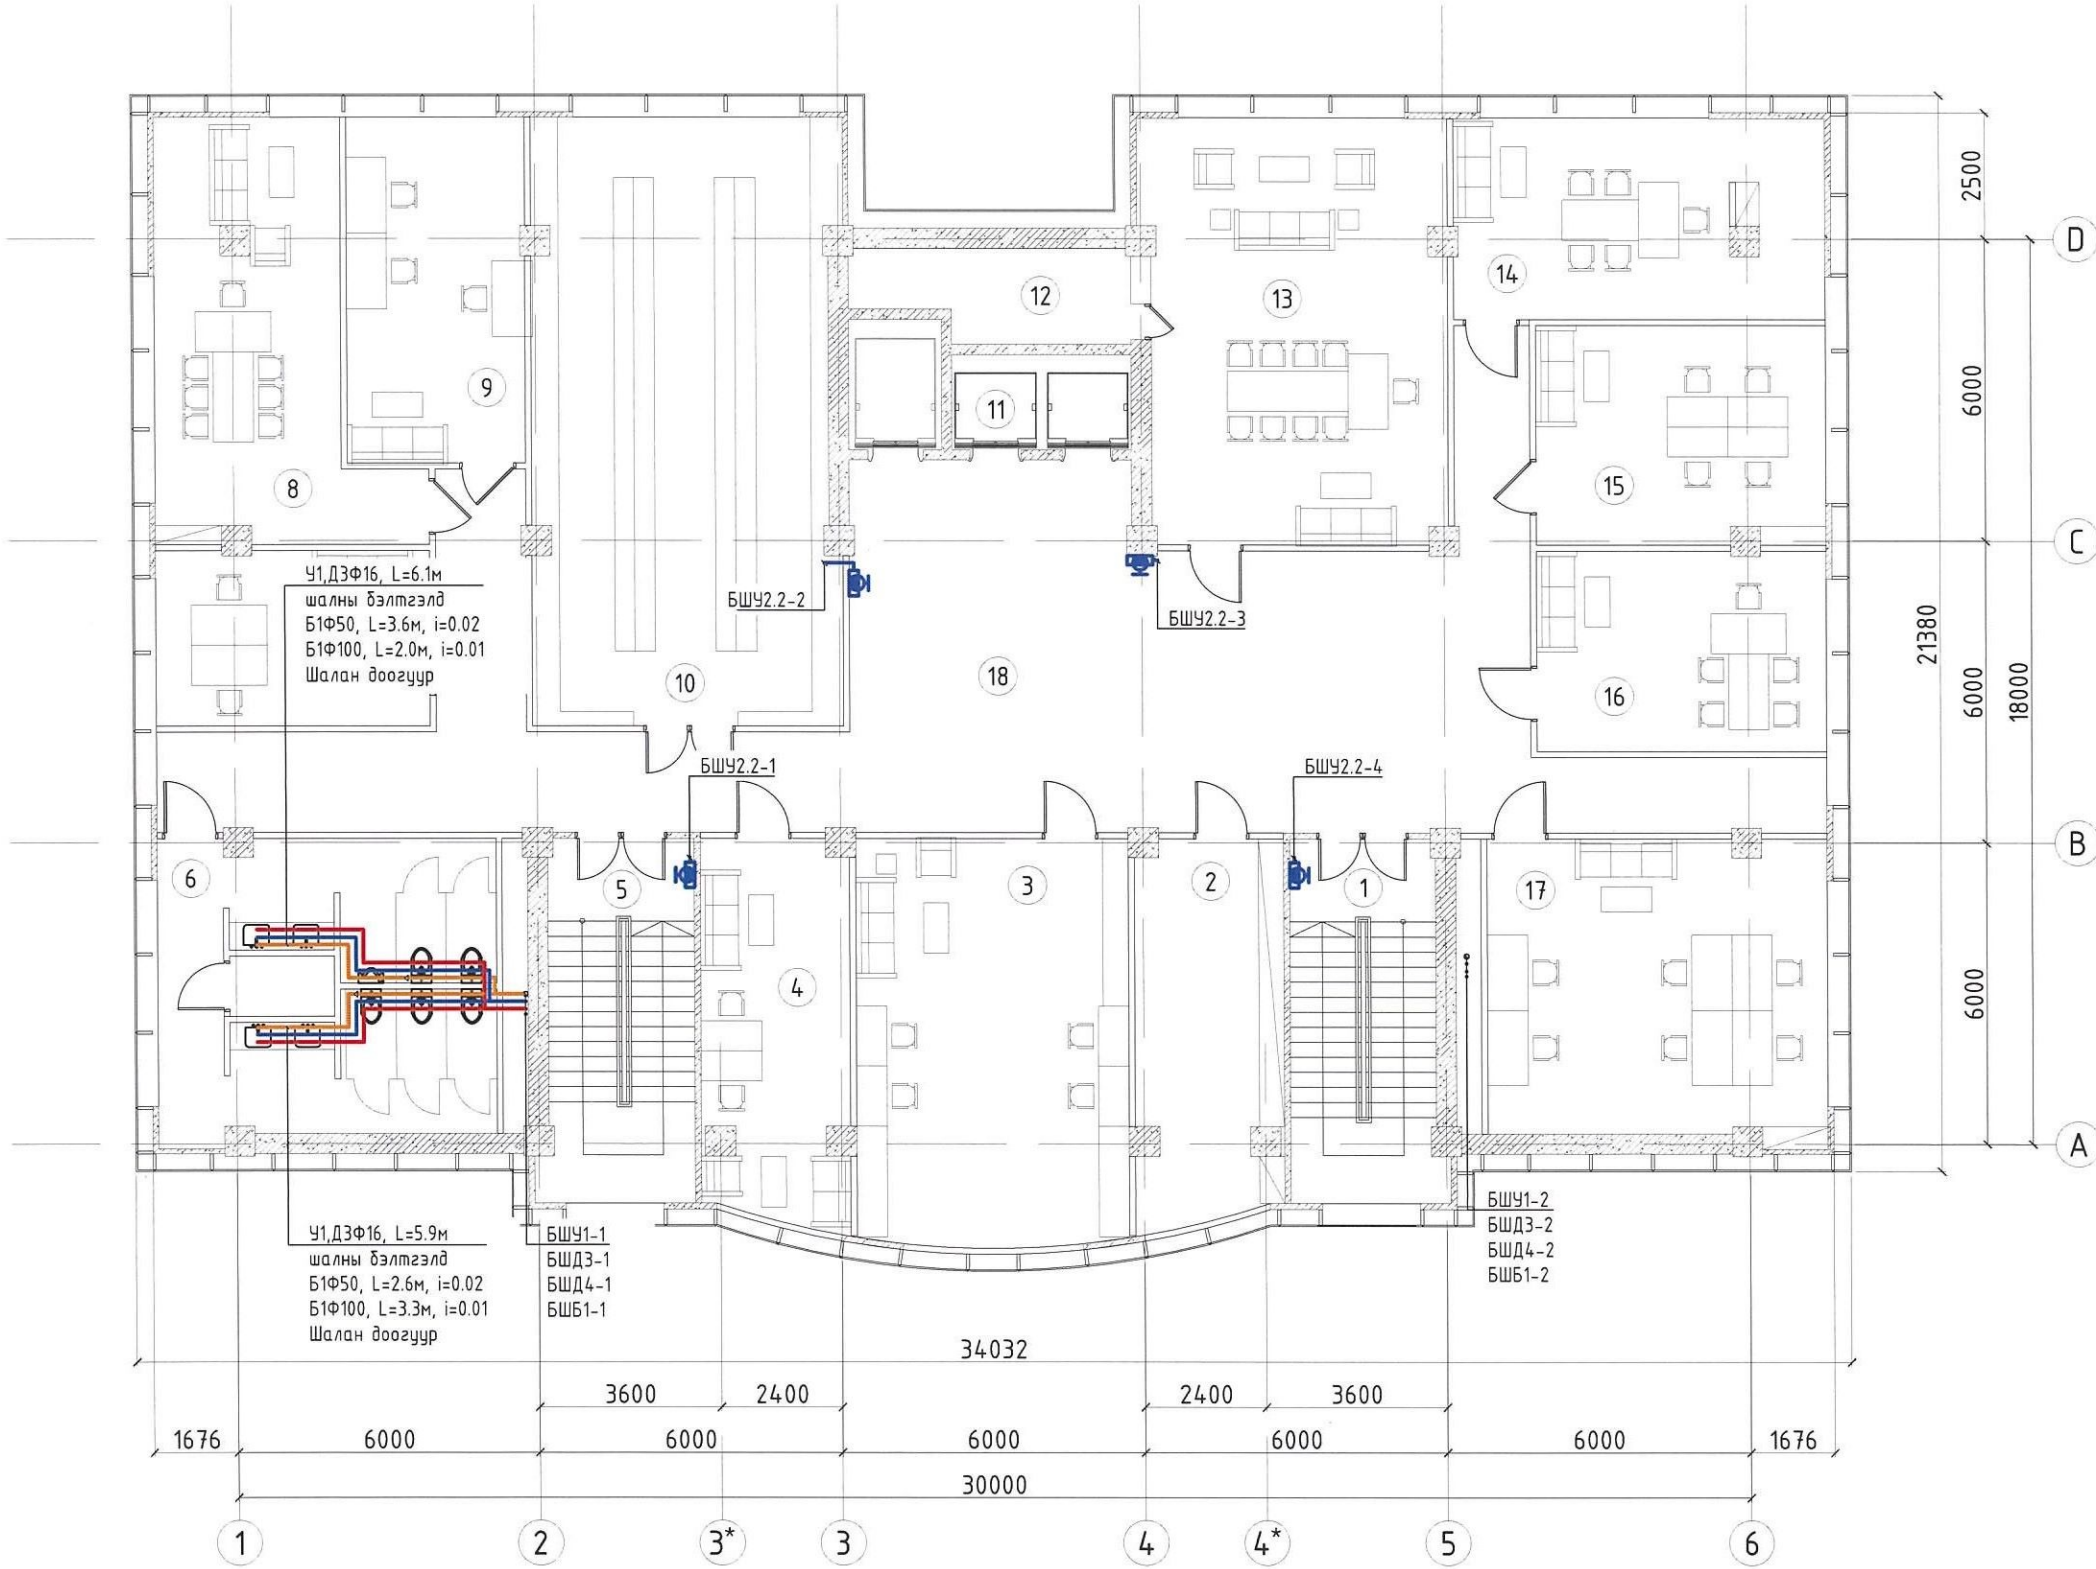 2500
D
14
12
13
6000
9
11
15
8
C
У1,ДЗФ16, L=6.1м
шалны бэлтгэлд
Б1Ф50, L=3.6м, i=0.02
Б1Ф100, L=2.0м, i=0.01
Шалан доогуур
БШУ2.2-2
БШУ2.2-3
21380
10
18
16
6000
18000
БШУ2.2-1
БШУ2.2-4
B
6
5
3
2
1
17
4
6000
A
У1,ДЗФ16, L=5.9м
шалны бэлтгэлд
Б1Ф50, L=2.6м, i=0.02
Б1Ф100, L=3.3м, i=0.01
Шалан доогуур
БШУ1-1
БШДЗ-1
БШД4-1
БШБ1-1
БШУ1-2
БШДЗ-2
БШД4-2
БШБ1-2
34032
3600 2400 2400 3600
1676 6000 6000 6000 6000 6000 1676
30000
1 2 3* 3 4 4* 5 6